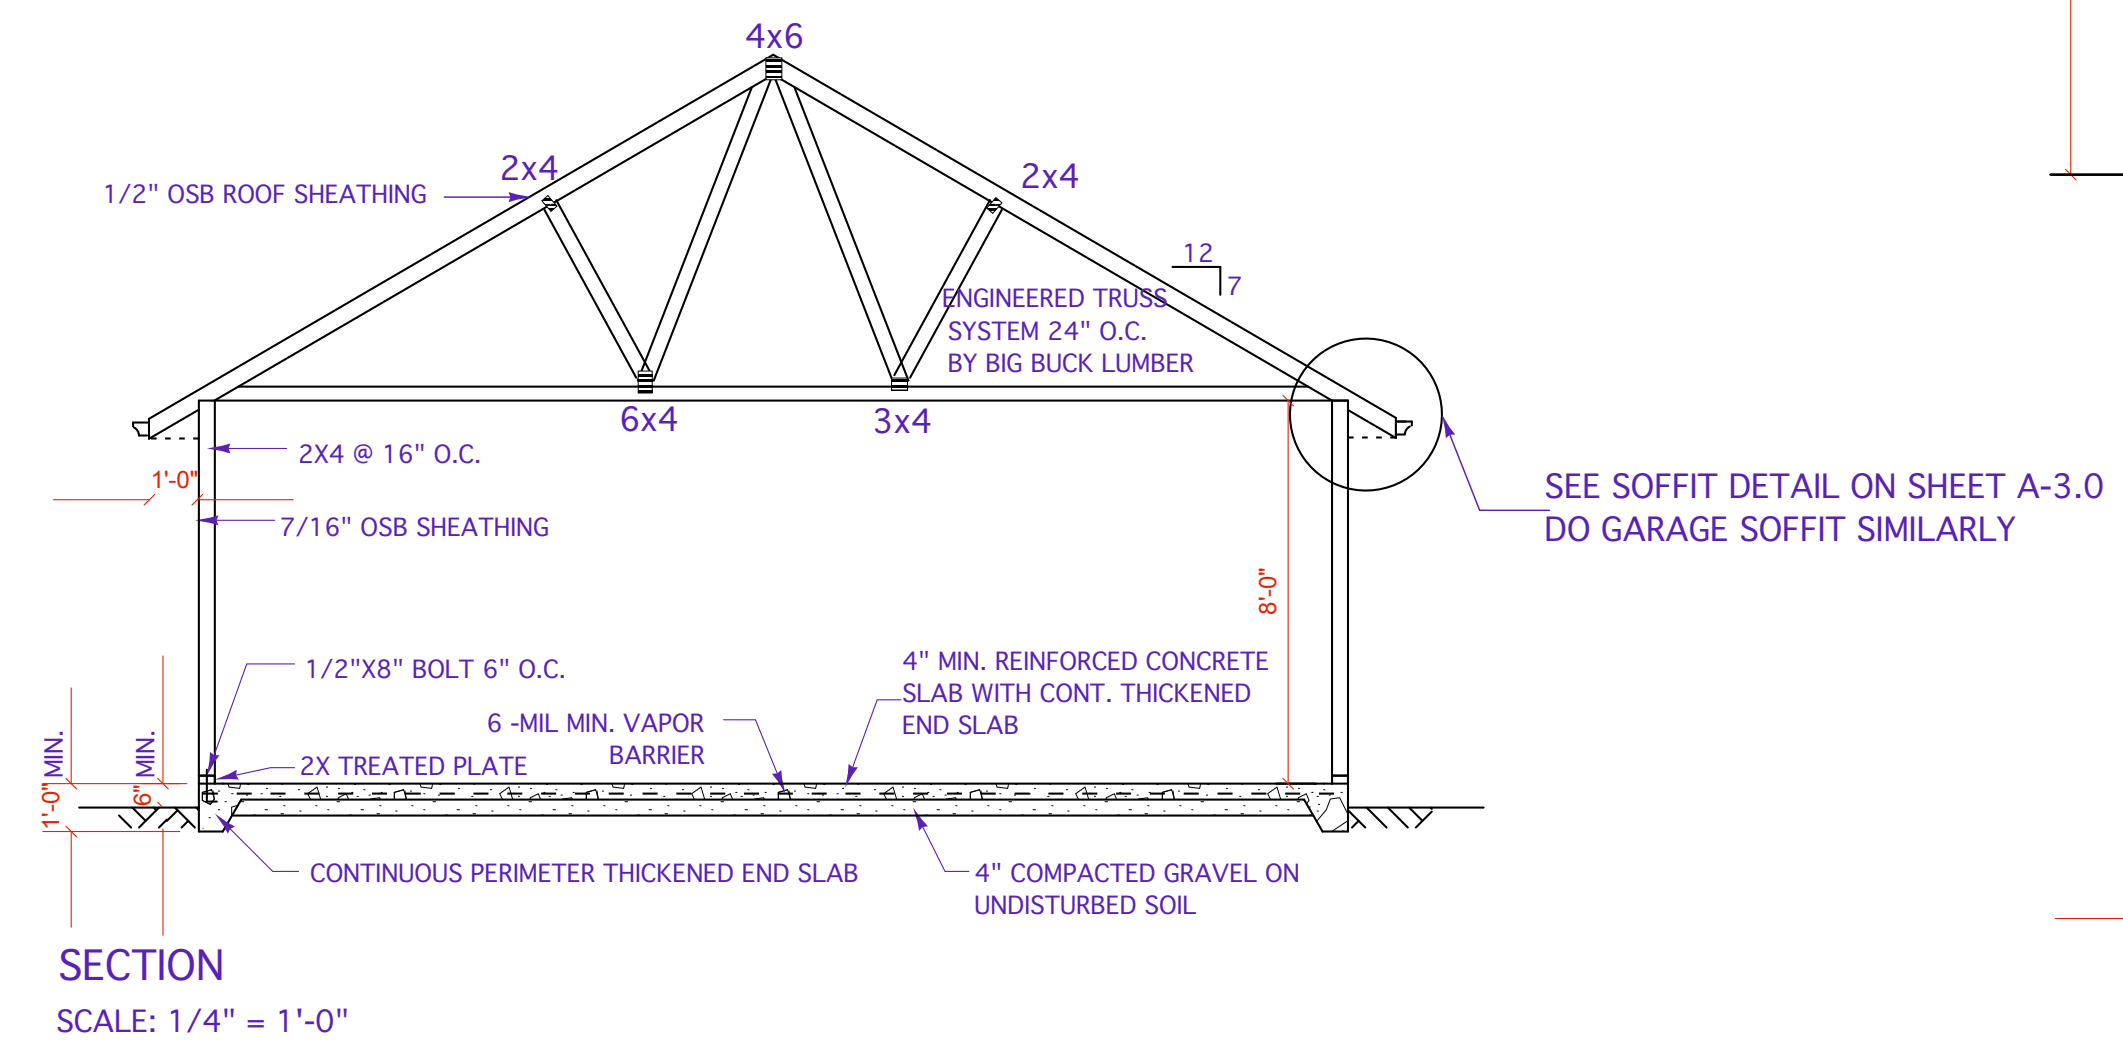 4x6
2x4
1/2" OSB ROOF SHEATHING
2x4
12
7
ENGINEERED TRUSS
SYSTEM 24" O.C.
BY BIG BUCK LUMBER
6x4
3x4
2X4 @ 16" O.C.
1'-0"
7/16" OSB SHEATHING
SEE SOFFIT DETAIL ON SHEET A-3.0
DO GARAGE SOFFIT SIMILARLY
8'-0"
1/2"X8" BOLT 6" O.C.
4" MIN. REINFORCED CONCRETE
SLAB WITH CONT. THICKENED
END SLAB
6 -MIL MIN. VAPOR
BARRIER
2X TREATED PLATE
1'-0" MIN.
6" MIN.
CONTINUOUS PERIMETER THICKENED END SLAB
4" COMPACTED GRAVEL ON
UNDISTURBED SOIL
SECTION
SCALE: 1/4" = 1'-0"